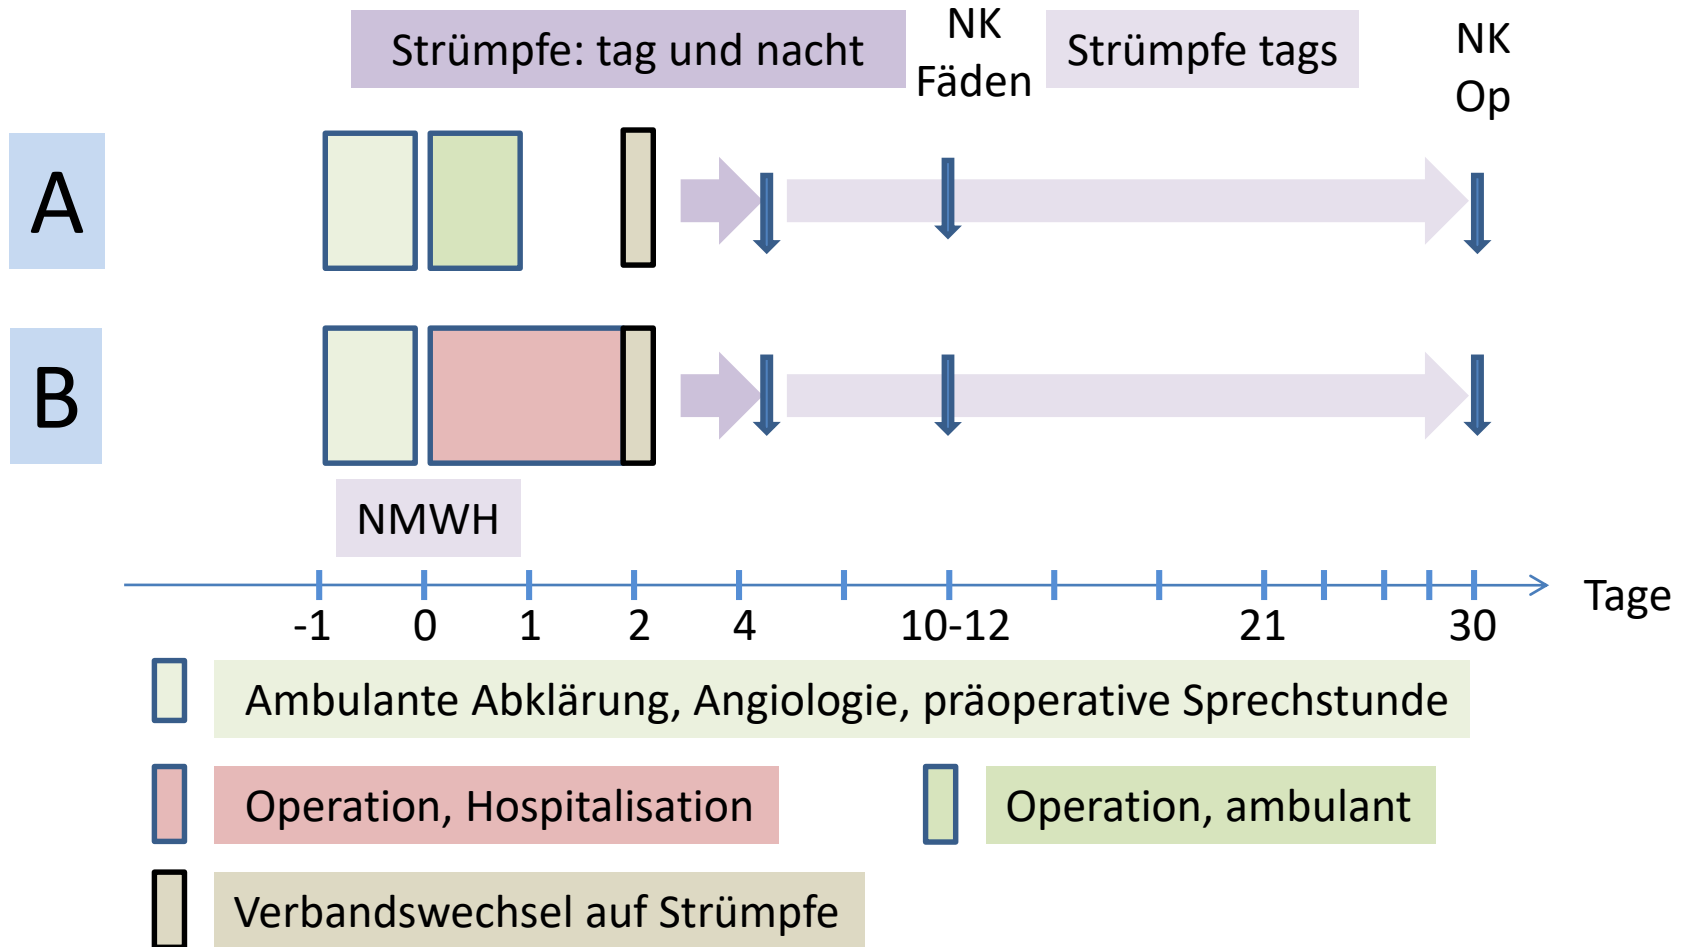 Strümpfe: tag und nacht
NK
Fäden
Strümpfe tags
NK
Op
A
B
NMWH
-1 0 1 2 4 10-12 21 30
Tage
Ambulante Abklärung, Angiologie, präoperative Sprechstunde
Operation, Hospitalisation
Operation, ambulant
Verbandswechsel auf Strümpfe